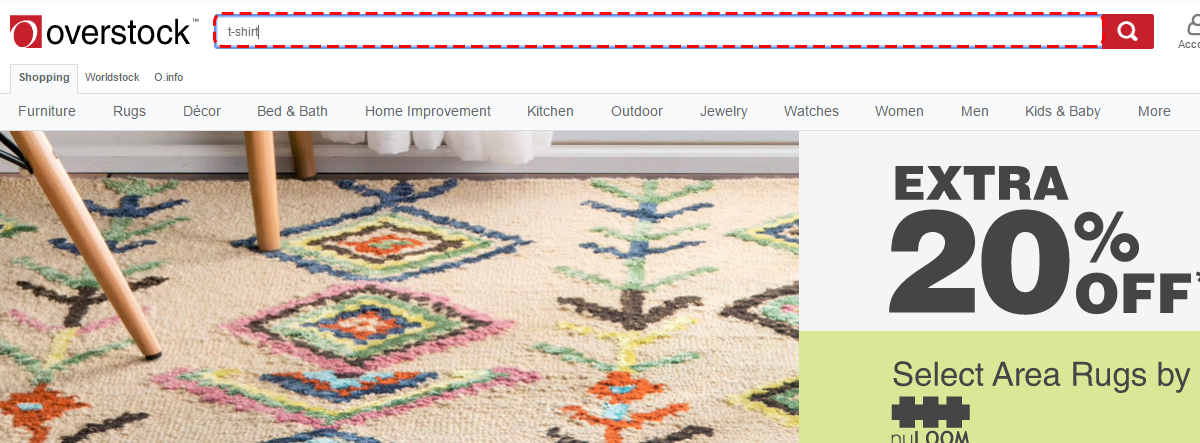 overstock™
t-shirt
Acco
Shopping Worldstock O.info
Furniture Rugs Décor Bed & Bath Home Improvement Kitchen Outdoor Jewelry Watches Women Men Kids & Baby More
EXTRA
20%
OFF*
Select Area Rugs by
nuLOOM